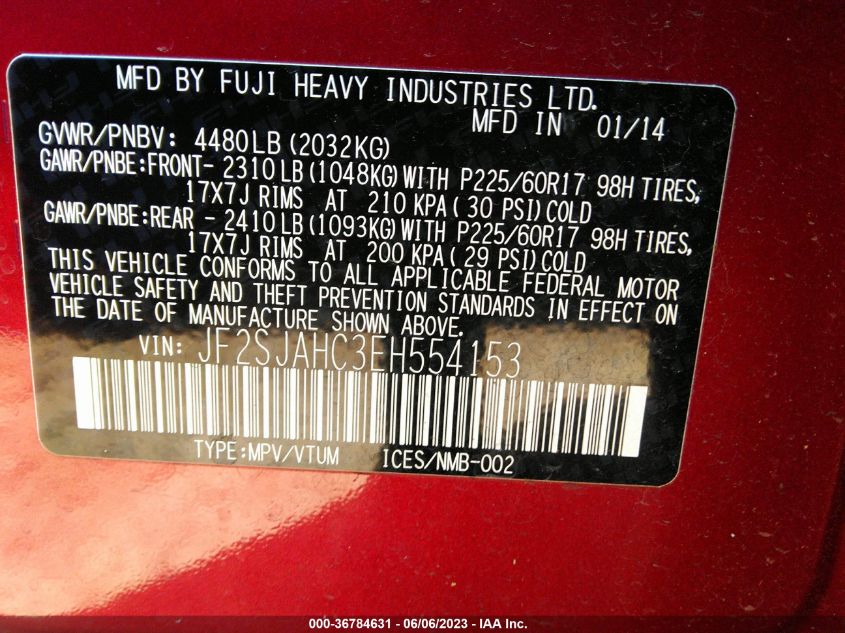 MFD BY FUJI HEAVY INDUSTRIES LTD.
MFD IN 01/14
GVWR/PNBV: 4480LB (2032KG)
GAWR/PNBE:FRONT- 2310LB (1048KG) WITH P225/60R17 98H TIRES,
17X7J RIMS AT 210 KPA ( 30 PSI) COLD
GAWR/PNBE:REAR - 2410LB (1093KG) WITH P225/60R17 98H TIRES,
17X7J RIMS AT 200 KPA ( 29 PSI) COLD
THIS VEHICLE CONFORMS TO ALL APPLICABLE FEDERAL MOTOR
VEHICLE SAFETY AND THEFT PREVENTION STANDARDS IN EFFECT ON
THE DATE OF MANUFACTURE SHOWN ABOVE.
VIN: JF2SJAHC3EH554153
TYPE:MPV/VTUM ICES/NMB-002
000-36784631 - 06/06/2023 - IAA Inc.